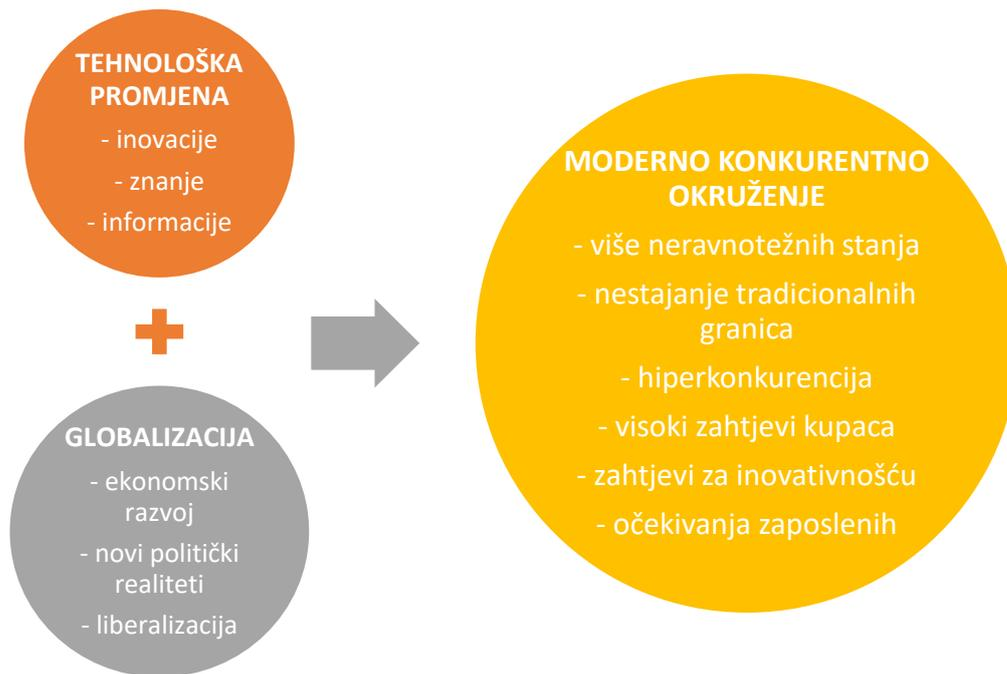 TEHNOLOŠKA
PROMJENA
- inovacije
- znanje
- informacije
GLOBALIZACIJA
- ekonomski
razvoj
- novi politički
realiteti
- liberalizacija
MODERNO KONKURENTNO
OKRUŽENJE
- više neravnotežnih stanja
- nestajanje tradicionalnih
granica
- hiperkonkurencija
- visoki zahtjevi kupaca
- zahtjevi za inovativnošću
- očekivanja zaposlenih